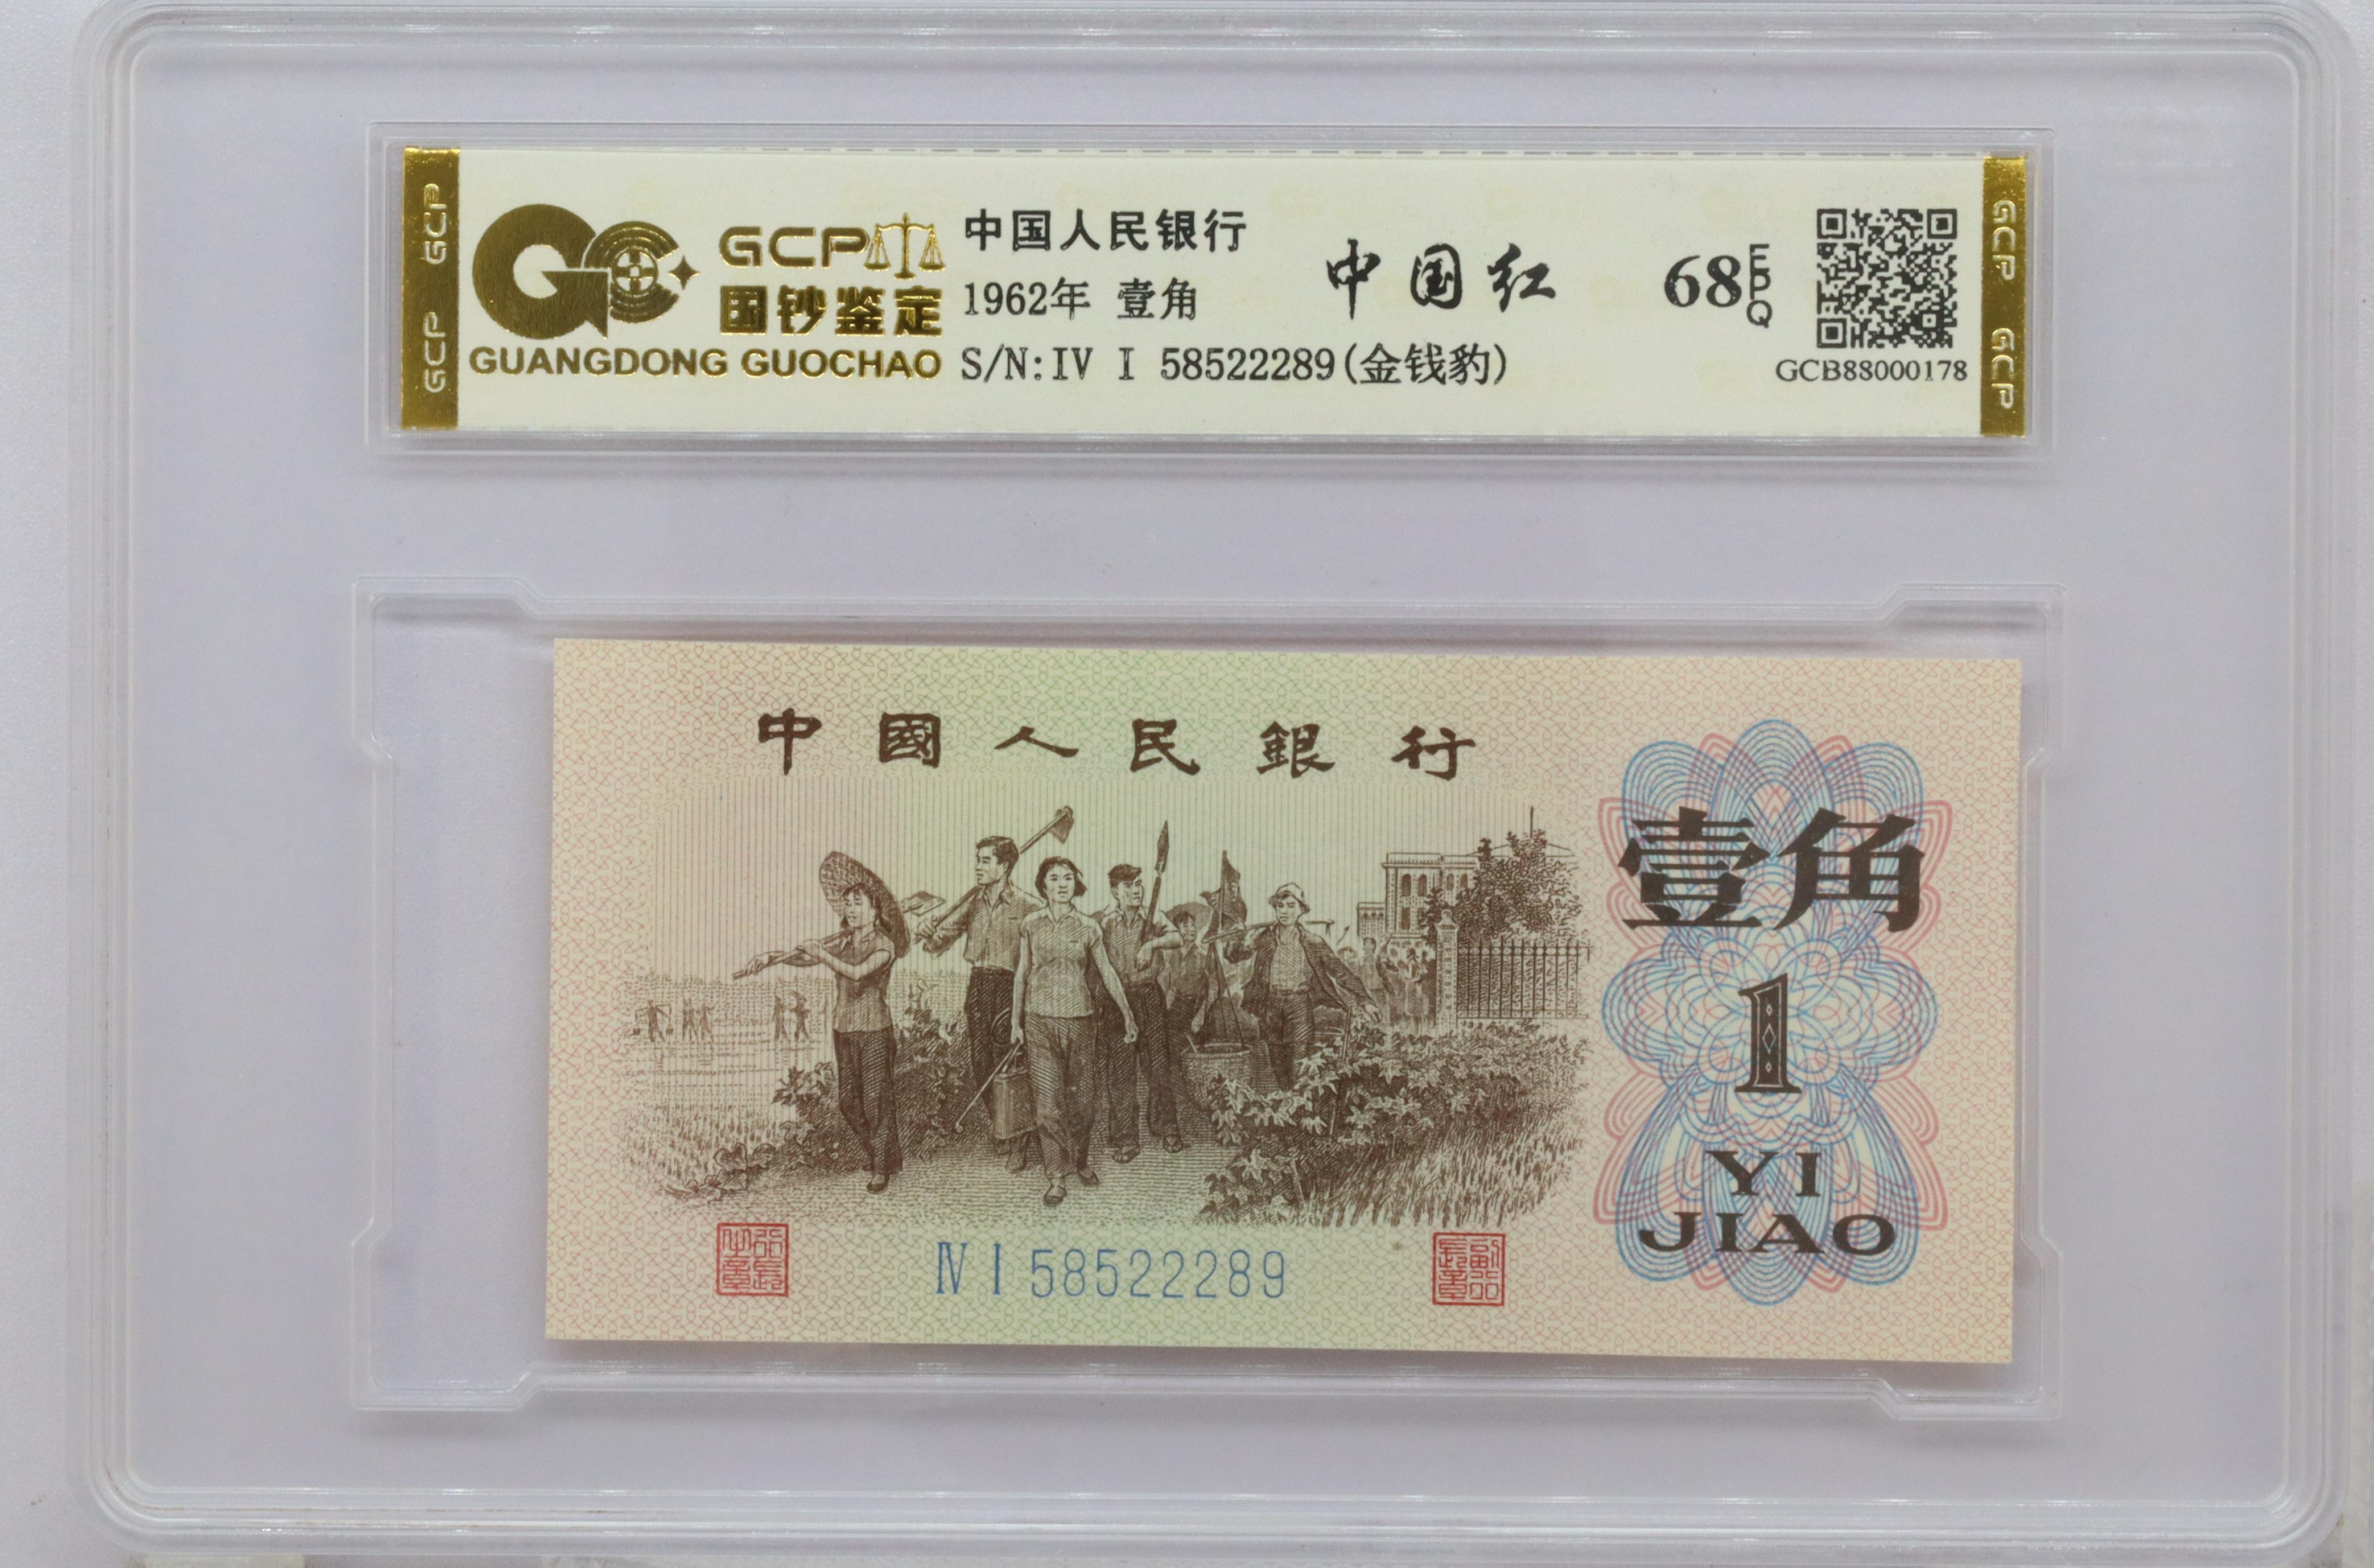 GCP GCP
GCP
国钞鉴定
GUANGDONG GUOCHAO
中国人民银行
1962年 壹角
S/N:IV I 58522289(金钱豹)
中国红
68 EPQ
GCB88000178
GCP GCP
中國人民銀行
壹角
1
YI
JIAO
Ⅳ Ⅰ 58522289